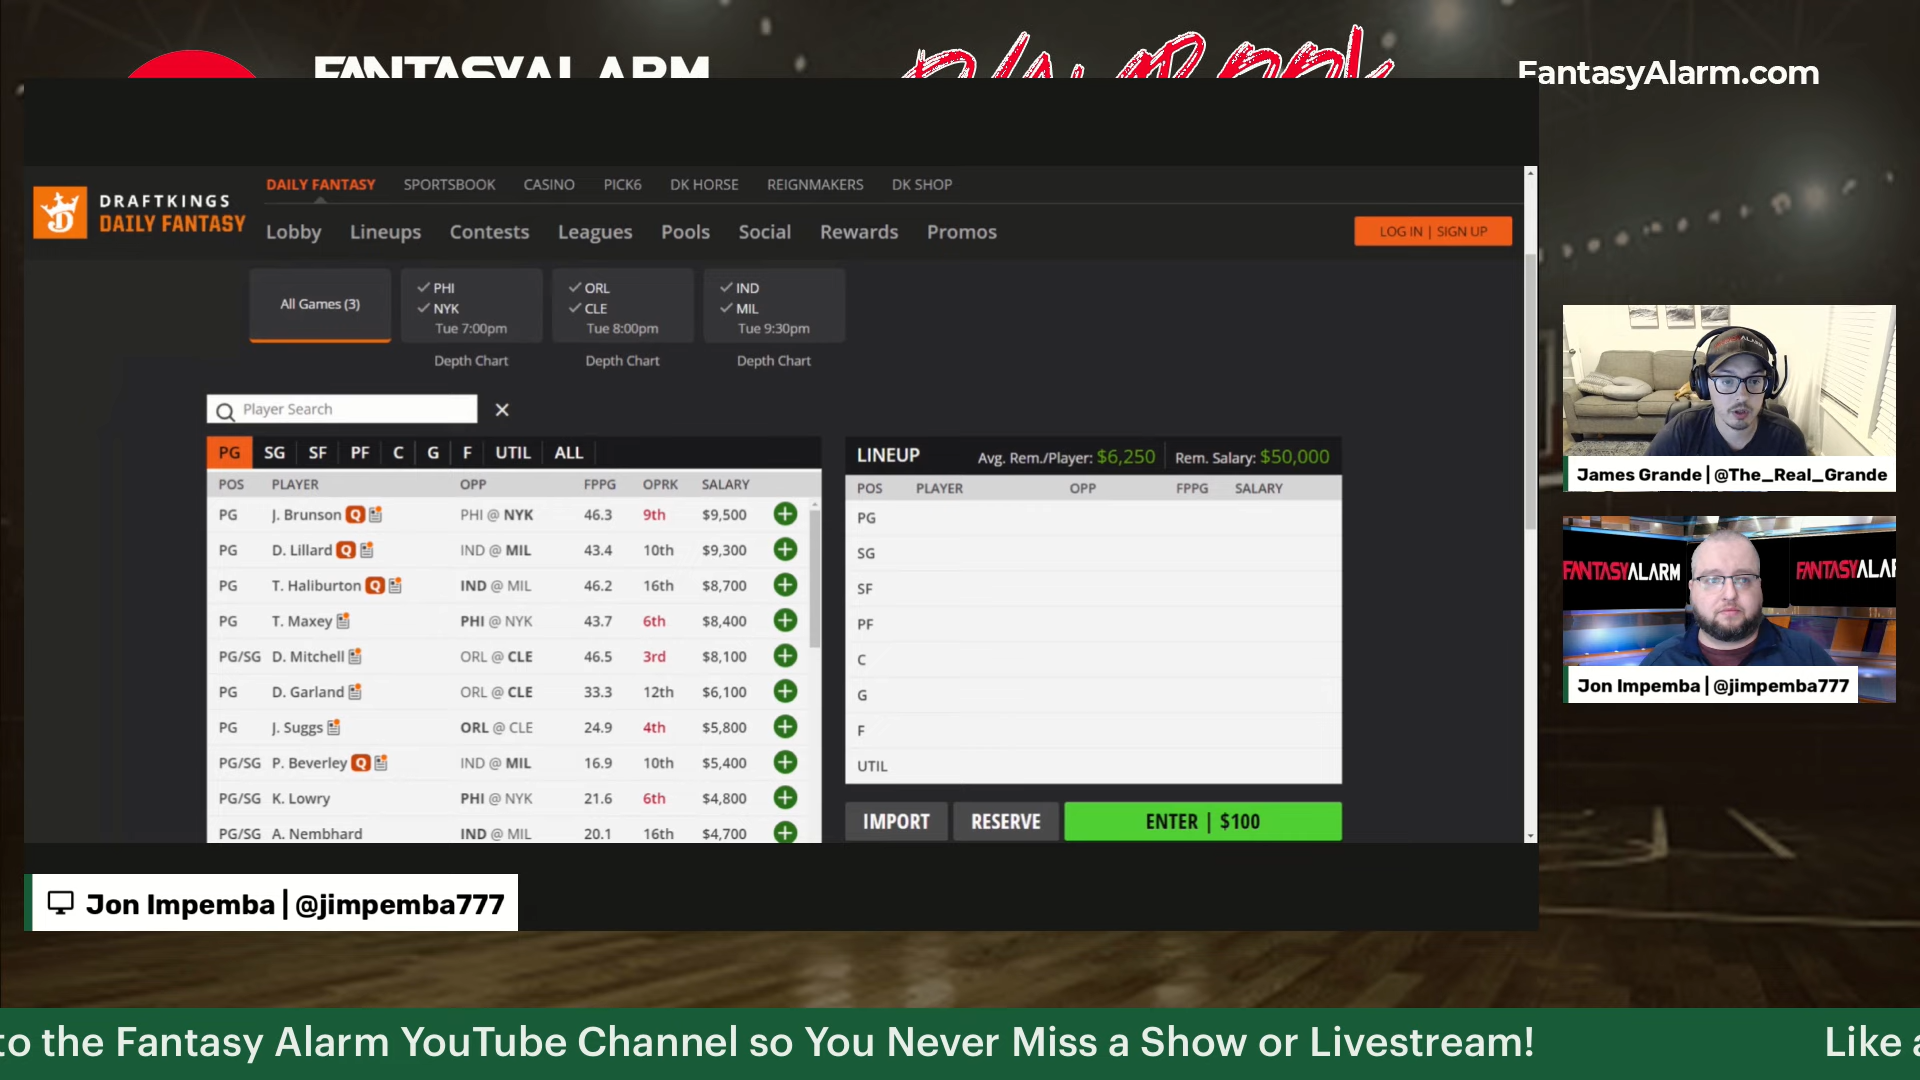 FANTASYALARM
PLAYBOOK
FantasyAlarm.com
DRAFTKINGS
DAILY FANTASY
DAILY FANTASY SPORTSBOOK CASINO PICK6 DK HORSE REIGNMAKERS DK SHOP
Lobby Lineups Contests Leagues Pools Social Rewards Promos
LOG IN | SIGN UP
All Games (3)
PHI
NYK
Tue 7:00pm
Depth Chart
ORL
CLE
Tue 8:00pm
Depth Chart
IND
MIL
Tue 9:30pm
Depth Chart
Player Search
PG SG SF PF C G F UTIL ALL
POS PLAYER OPP FPPG OPRK SALARY
PG J. Brunson Q PHI @ NYK 46.3 9th $9,500
PG D. Lillard Q IND @ MIL 43.4 10th $9,300
PG T. Haliburton Q IND @ MIL 46.2 16th $8,700
PG T. Maxey PHI @ NYK 43.7 6th $8,400
PG/SG D. Mitchell ORL @ CLE 46.5 3rd $8,100
PG D. Garland ORL @ CLE 33.3 12th $6,100
PG J. Suggs ORL @ CLE 24.9 4th $5,800
PG/SG P. Beverley Q IND @ MIL 16.9 10th $5,400
PG/SG K. Lowry PHI @ NYK 21.6 6th $4,800
PG/SG A. Nembhard IND @ MIL 20.1 16th $4,700
LINEUP Avg. Rem./Player: $6,250 Rem. Salary: $50,000
POS PLAYER OPP FPPG SALARY
PG
SG
SF
PF
C
G
F
UTIL
IMPORT RESERVE ENTER | $100
James Grande | @The_Real_Grande
FANTASYALARM
FANTASYALAR
Jon Impemba | @jimpemba777
Jon Impemba | @jimpemba777
to the Fantasy Alarm YouTube Channel so You Never Miss a Show or Livestream! Like